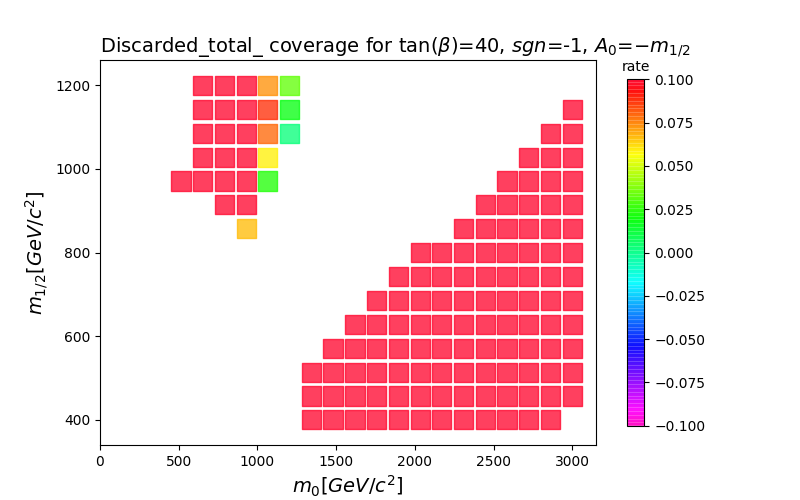 Discarded_total_ coverage for tan(β)=40, sgn=-1, A₀=−m₁/₂
rate
1200
1000
800
600
400
m₁/₂[GeV/c²]
0 500 1000 1500 2000 2500 3000
m₀[GeV/c²]
0.100
0.075
0.050
0.025
0.000
−0.025
−0.050
−0.075
−0.100